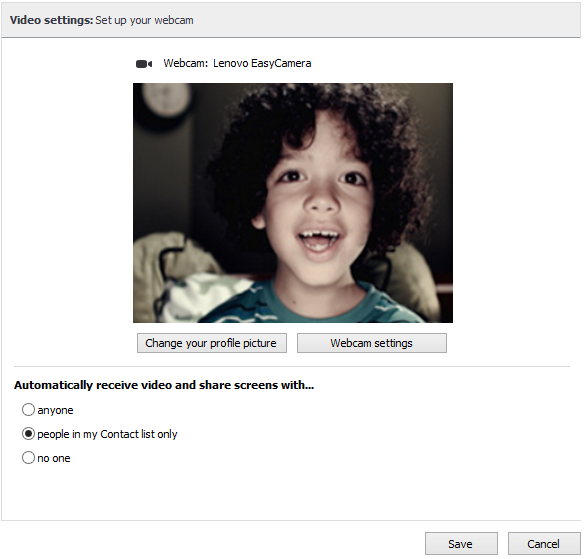 Video settings: Set up your webcam
Webcam: Lenovo EasyCamera
Change your profile picture
Webcam settings
Automatically receive video and share screens with...
anyone
people in my Contact list only
no one
Save
Cancel